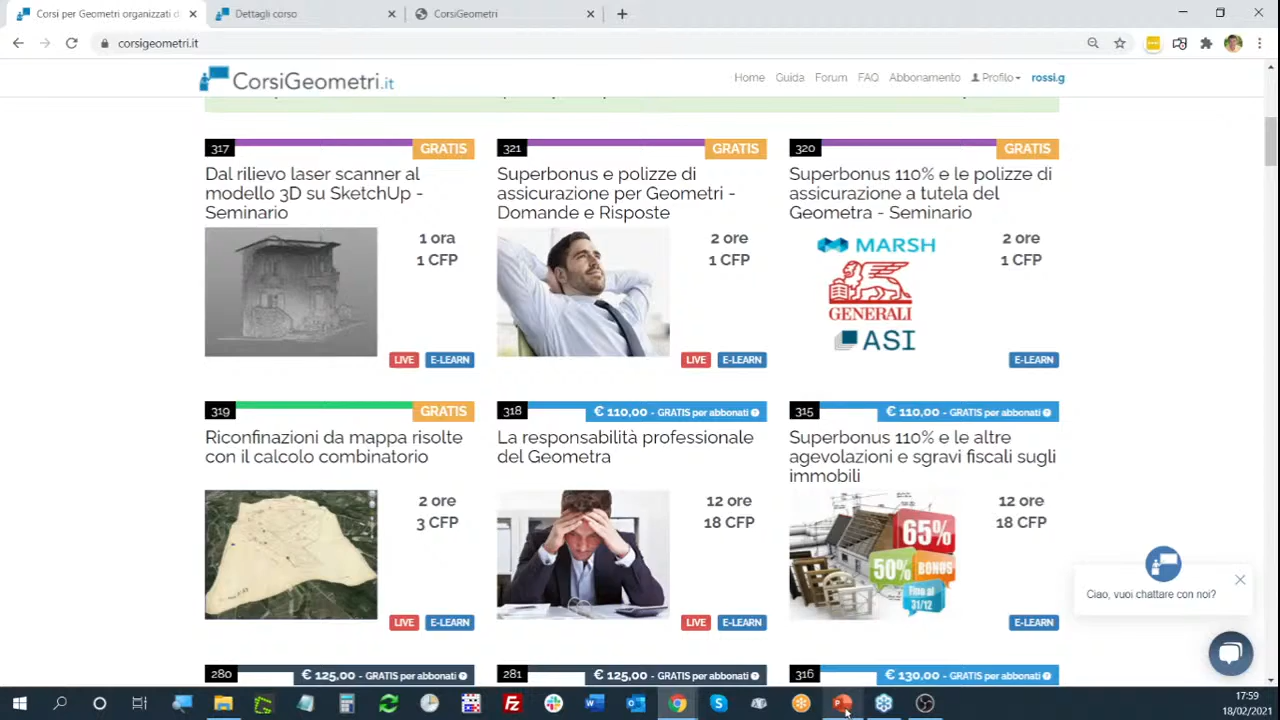 Corsi per Geometri organizzati d
Dettagli corso
CorsiGeometri
corsigeometri.it
CorsiGeometri.it
Home
Guida
Forum
FAQ
Abbonamento
Profilo
rossi.g
317
GRATIS
Dal rilievo laser scanner al
modello 3D su SketchUp -
Seminario
1 ora
1 CFP
LIVE
E-LEARN
321
GRATIS
Superbonus e polizze di
assicurazione per Geometri -
Domande e Risposte
2 ore
1 CFP
LIVE
E-LEARN
320
GRATIS
Superbonus 110% e le polizze di
assicurazione a tutela del
Geometra - Seminario
MARSH
GENERALI
ASI
2 ore
1 CFP
E-LEARN
319
GRATIS
Riconfinazioni da mappa risolte
con il calcolo combinatorio
2 ore
3 CFP
LIVE
E-LEARN
318
€ 110,00 - GRATIS per abbonati
La responsabilità professionale
del Geometra
12 ore
18 CFP
LIVE
E-LEARN
315
€ 110,00 - GRATIS per abbonati
Superbonus 110% e le altre
agevolazioni e sgravi fiscali sugli
immobili
65%
50% BONUS
Fino al
31/12
12 ore
18 CFP
E-LEARN
280
€ 125,00 - GRATIS per abbonati
281
€ 125,00 - GRATIS per abbonati
316
€ 130,00 - GRATIS per abbonati
Ciao, vuoi chattare con noi?
17:59
18/02/2021